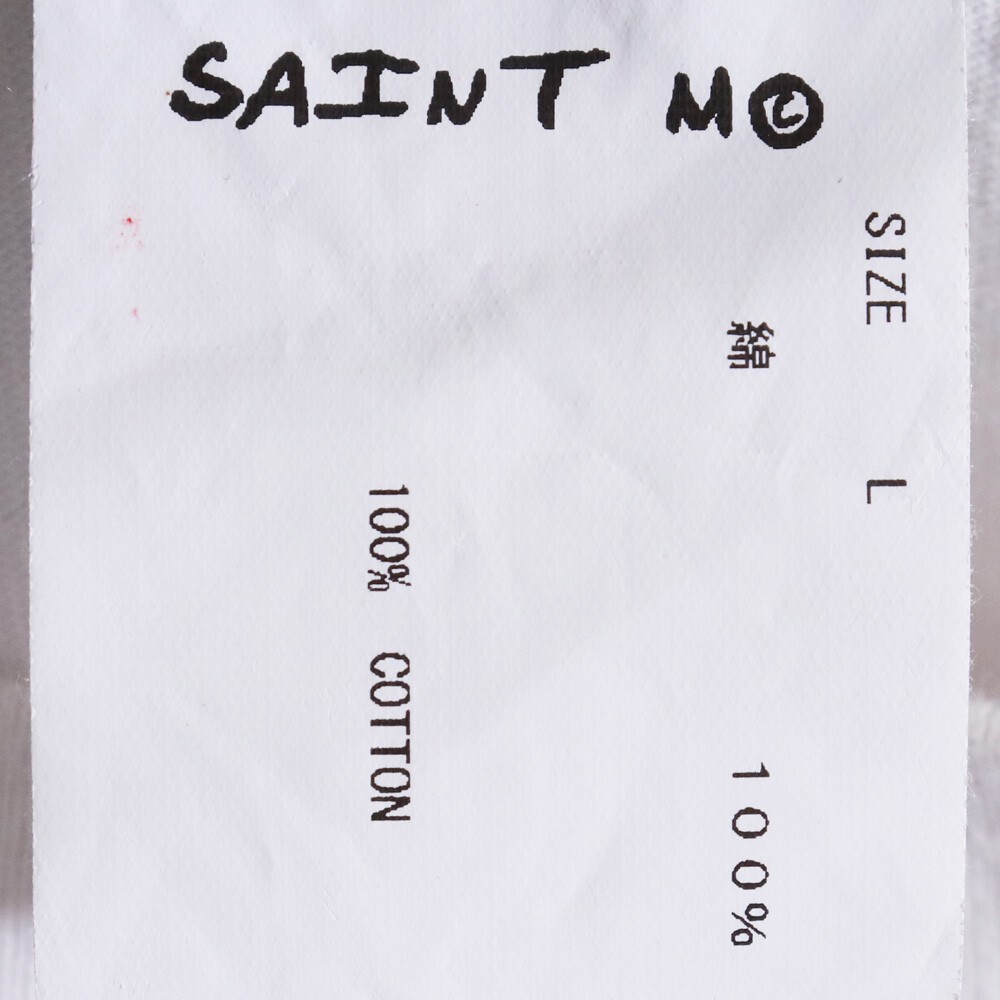 SAINT M©
SIZE L
綿 100%
100% COTTON